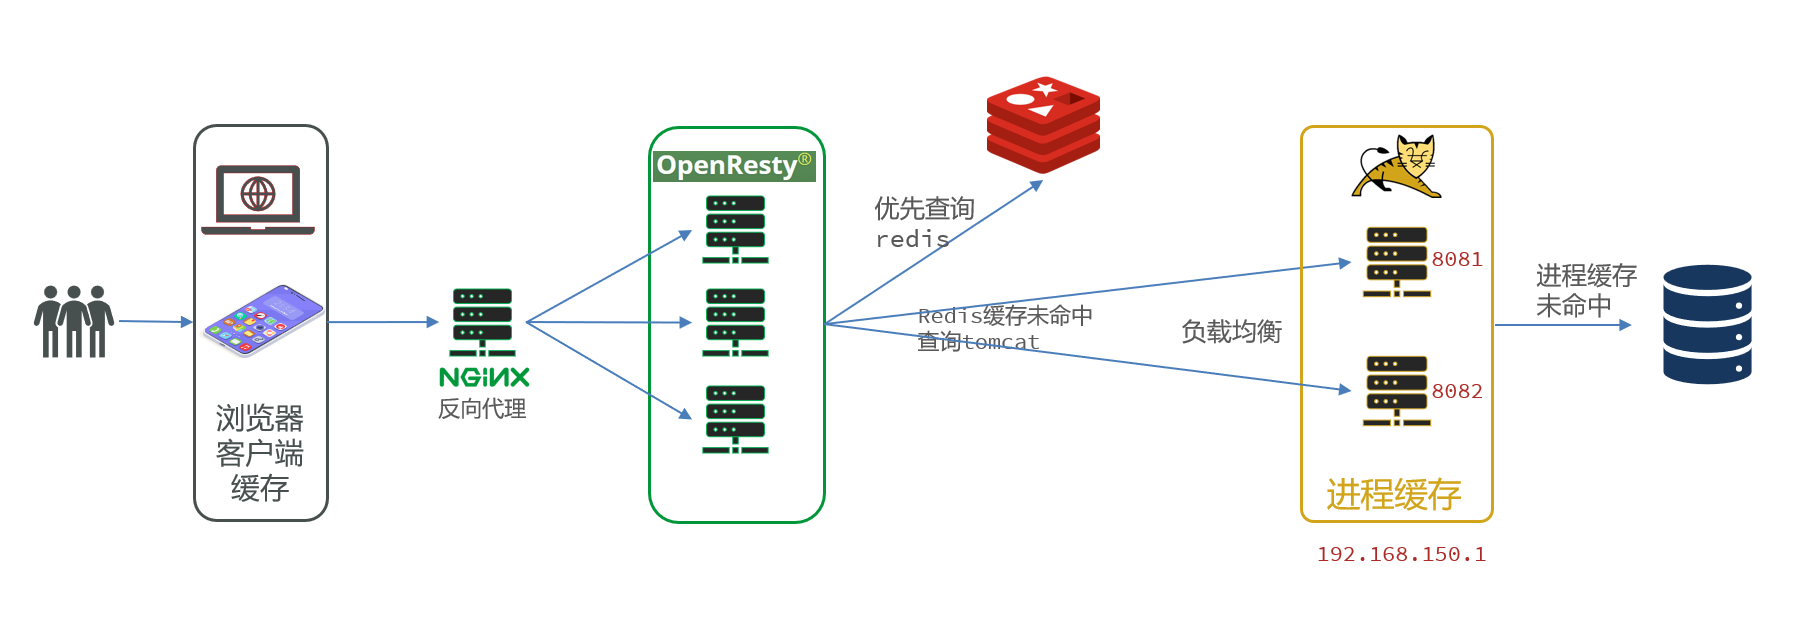 浏览器
客户端
缓存
NGINX
反向代理
OpenResty®
优先查询
redis
Redis缓存未命中
查询tomcat
负载均衡
8081
8082
进程缓存
192.168.150.1
进程缓存
未命中